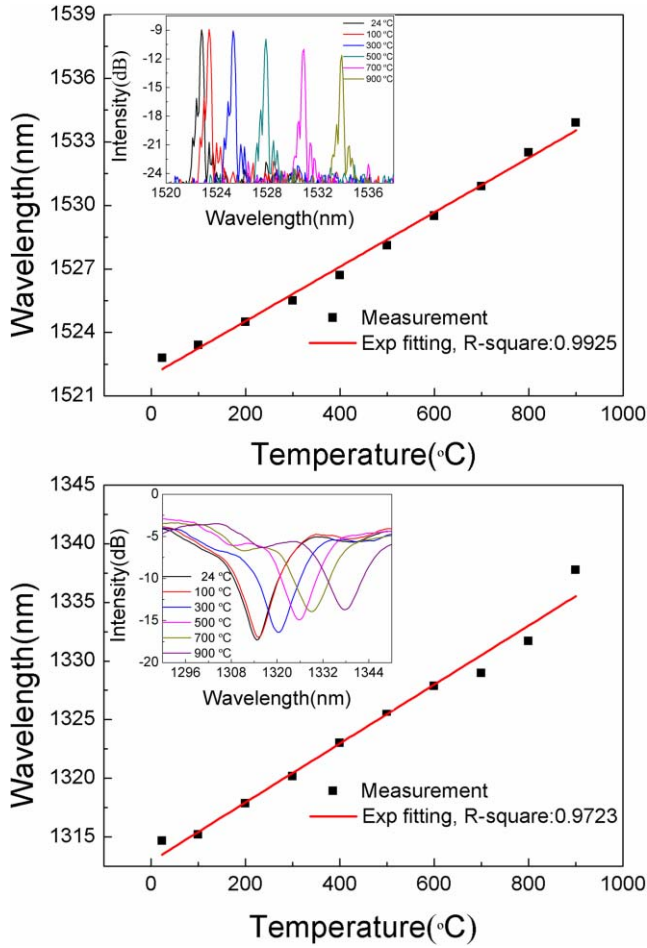 1539
1536
1533
1530
1527
1524
1521
Wavelength(nm)
-9
-12
-15
-18
-21
-24
Intensity(dB)
24 °C
100 °C
300 °C
500 °C
700 °C
900 °C
1520 1524 1528 1532 1536
Wavelength(nm)
Measurement
Exp fitting, R-square:0.9925
0 200 400 600 800 1000
Temperature(°C)
1345
1340
1335
1330
1325
1320
1315
Wavelength(nm)
0
-5
-10
-15
-20
Intensity(dB)
24 °C
100 °C
300 °C
500 °C
700 °C
900 °C
1296 1308 1320 1332 1344
Wavelength(nm)
Measurement
Exp fitting, R-square:0.9723
0 200 400 600 800 1000
Temperature(°C)